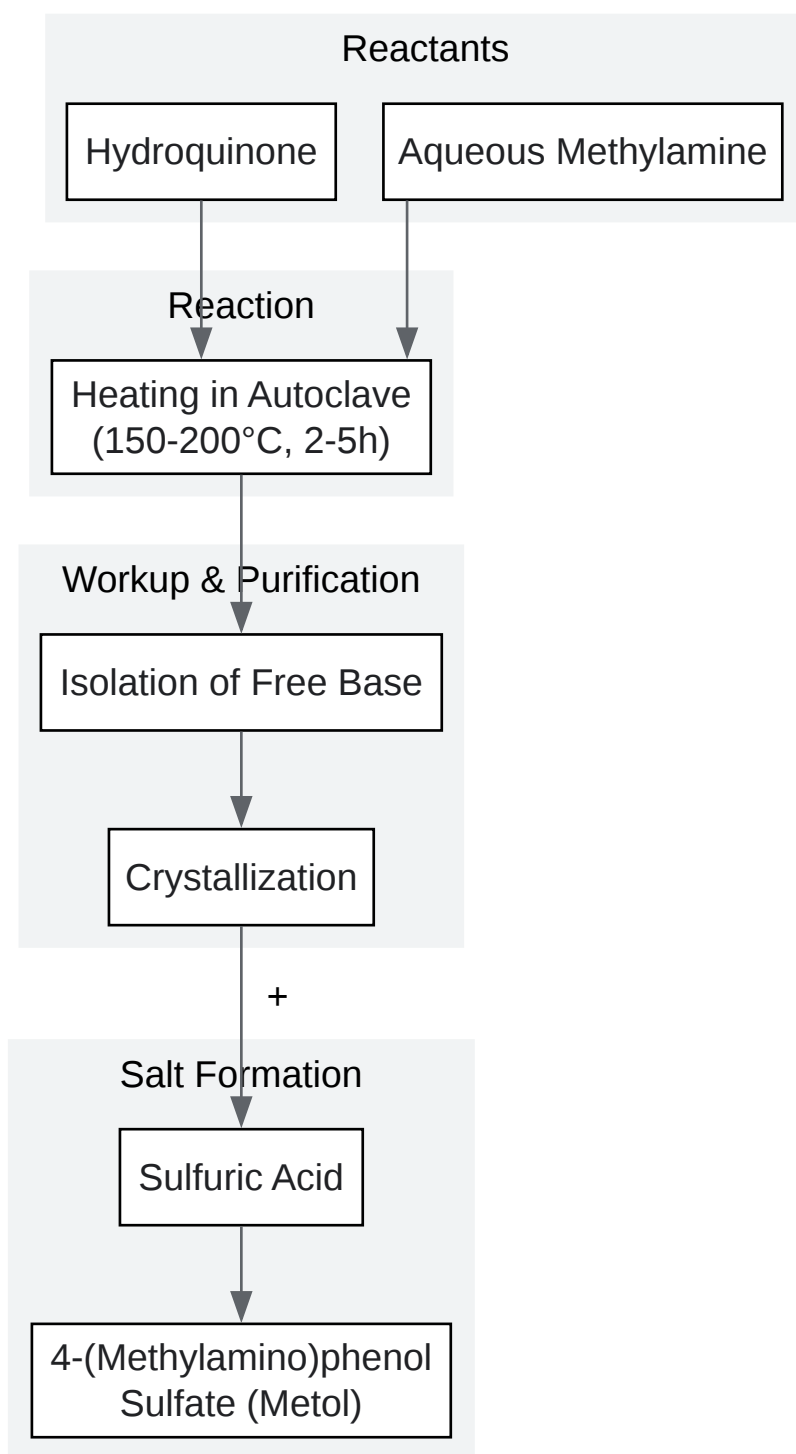 Reactants
Hydroquinone
Aqueous Methylamine
Reaction
Heating in Autoclave
(150-200°C, 2-5h)
Workup & Purification
Isolation of Free Base
Crystallization
+
Salt Formation
Sulfuric Acid
4-(Methylamino)phenol
Sulfate (Metol)